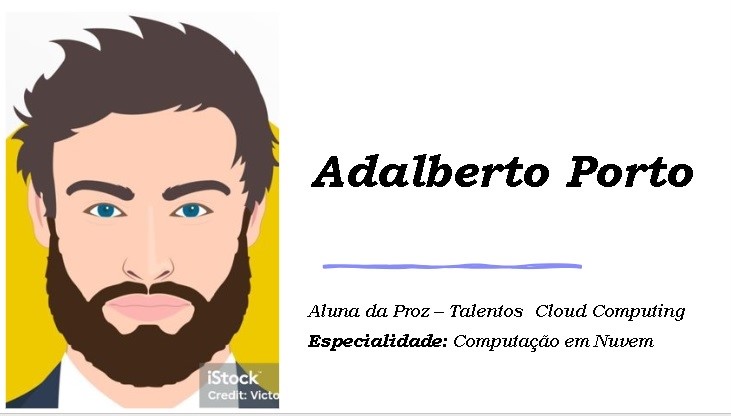 Adalberto Porto
Aluna da Proz – Talentos Cloud Computing
Especialidade: Computação em Nuvem
iStock
Credit: Victo